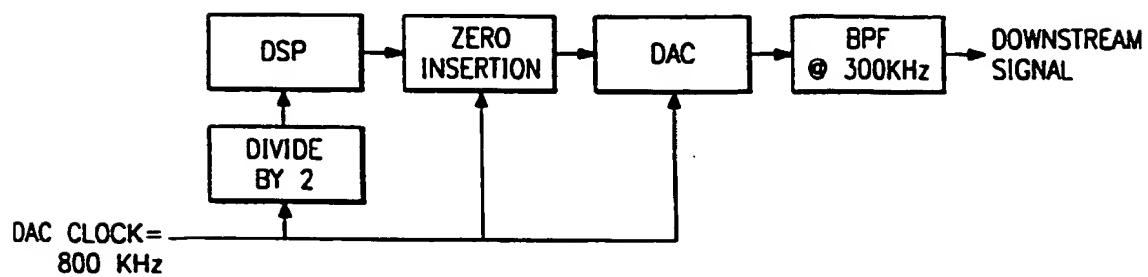 DSP
ZERO
INSERTION
DAC
BPF
@ 300KHz
DOWNSTREAM
SIGNAL
DIVIDE
BY 2
DAC CLOCK=
800 KHz